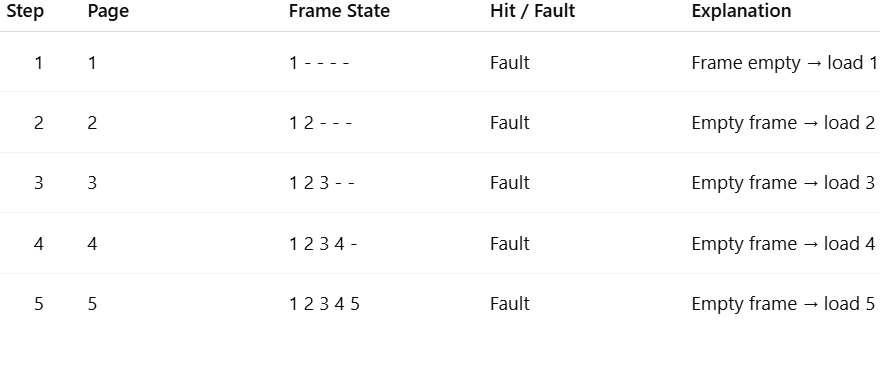 Step Page Frame State Hit / Fault Explanation
1 1 1 - - - - Fault Frame empty → load 1
2 2 1 2 - - - Fault Empty frame → load 2
3 3 1 2 3 - - Fault Empty frame → load 3
4 4 1 2 3 4 - Fault Empty frame → load 4
5 5 1 2 3 4 5 Fault Empty frame → load 5